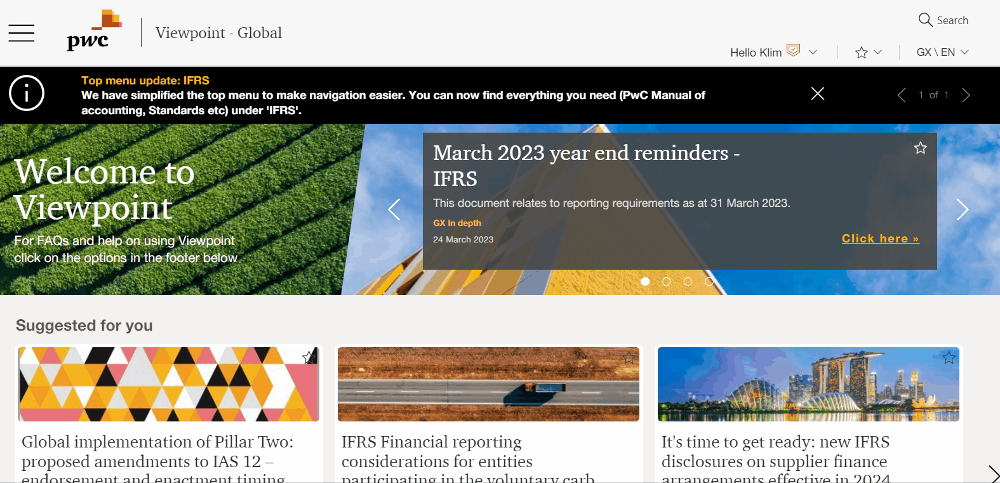 pwc
Viewpoint - Global
Search
Hello Klim
GX \ EN
Top menu update: IFRS
We have simplified the top menu to make navigation easier. You can now find everything you need (PwC Manual of
accounting, Standards etc) under 'IFRS'.
1 of 1
Welcome to
Viewpoint
For FAQs and help on using Viewpoint
click on the options in the footer below
March 2023 year end reminders -
IFRS
This document relates to reporting requirements as at 31 March 2023.
GX In depth
24 March 2023
Click here »
Suggested for you
Global implementation of Pillar Two:
proposed amendments to IAS 12 –
endorsement and enactment timing
IFRS Financial reporting
considerations for entities
participating in the voluntary carb
It's time to get ready: new IFRS
disclosures on supplier finance
arrangements effective in 2024